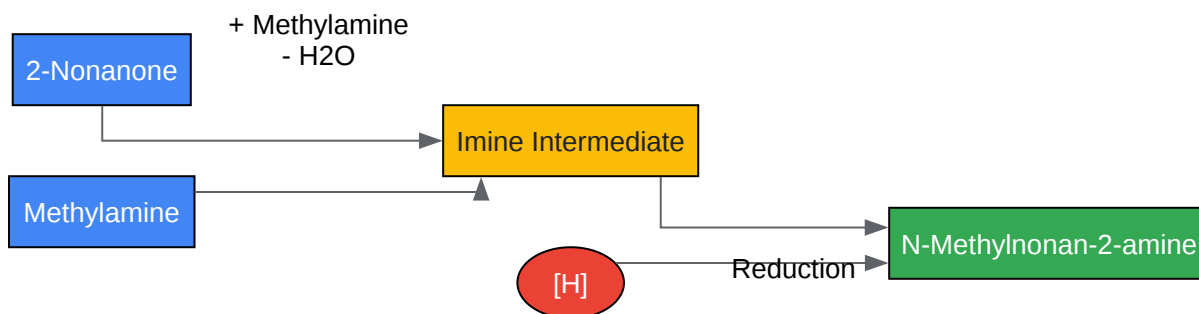 + Methylamine
- H2O
2-Nonanone
Imine Intermediate
Methylamine
N-Methylnonan-2-amine
[H]
Reduction